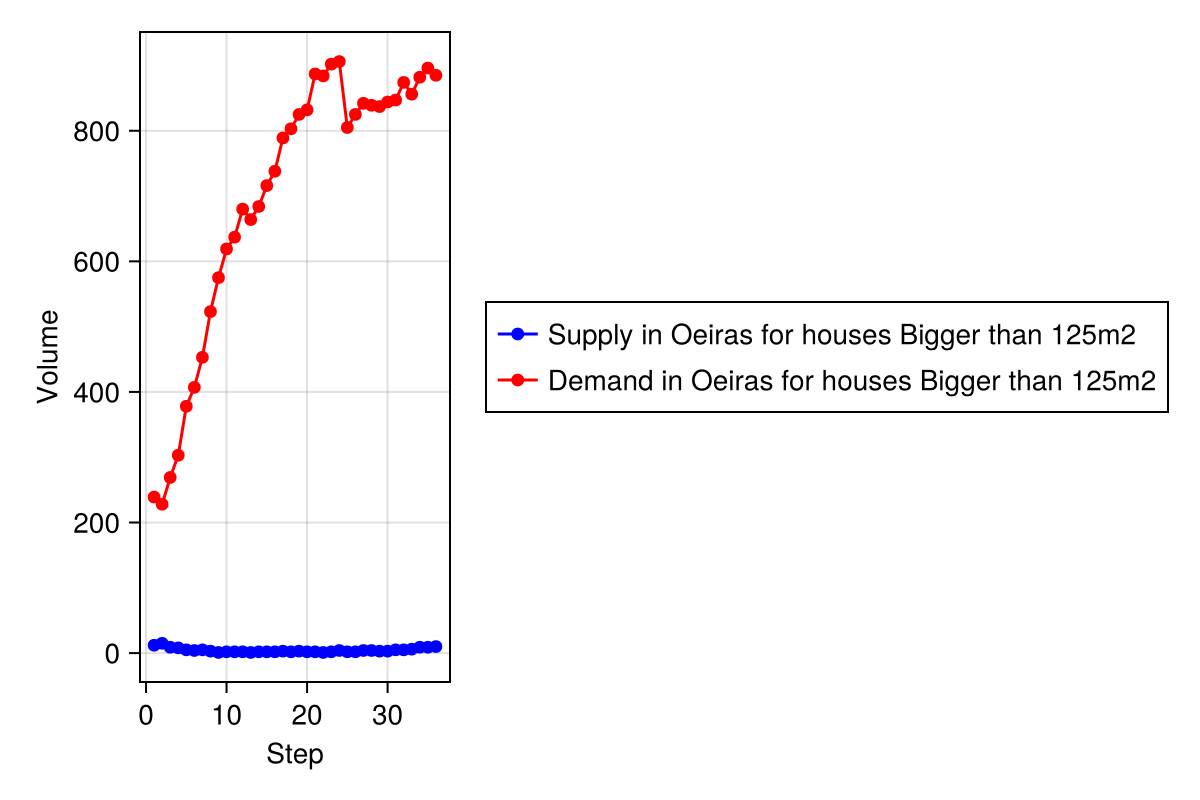 Volume
800
600
400
200
0
0 10 20 30
Step
Supply in Oeiras for houses Bigger than 125m2
Demand in Oeiras for houses Bigger than 125m2